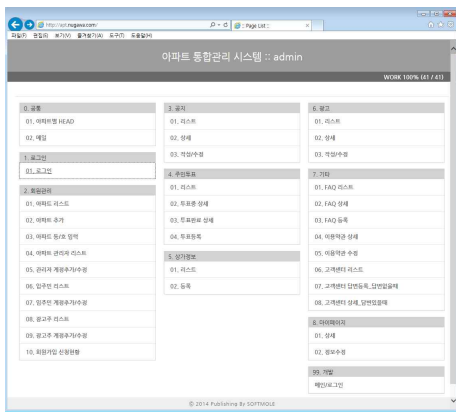 http://apt.nugawa.com/
:: Page List ::
파일(F) 편집(E) 보기(V) 즐겨찾기(A) 도구(T) 도움말(H)
아파트 통합관리 시스템 :: admin
WORK 100% (41 / 41)
0. 공통
01. 아파트별 HEAD
02. 메일
1. 로그인
01. 로그인
2. 회원관리
01. 아파트 리스트
02. 아파트 추가
03. 아파트 동/호 입력
04. 아파트 관리자 리스트
05. 관리자 계정추가/수정
06. 입주민 리스트
07. 입주민 계정추가/수정
08. 광고주 리스트
09. 광고주 계정추가/수정
10. 회원가입 신청현황
3. 공지
01. 리스트
02. 상세
03. 작성/수정
4. 주민투표
01. 리스트
02. 투표중 상세
03. 투표완료 상세
04. 투표등록
5. 상가정보
01. 리스트
02. 등록
6. 광고
01. 리스트
02. 상세
03. 작성/수정
7. 기타
01. FAQ 리스트
02. FAQ 상세
03. FAQ 등록
04. 이용약관 상세
05. 이용약관 수정
06. 고객센터 리스트
07. 고객센터 답변등록_답변없을때
08. 고객센터 상세_답변있을때
8. 마이페이지
01. 상세
02. 정보수정
99. 개발
메인/로그인
© 2014 Publishing By SOFTMOLE